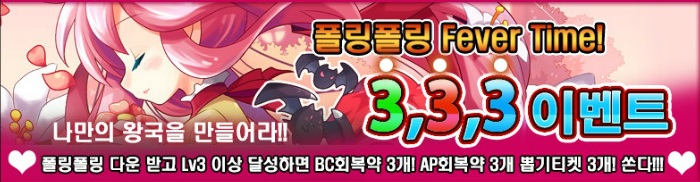 폴링폴링 Fever Time!
3,3,3 이벤트
나만의 왕국을 만들어라!!
폴링폴링 다운 받고 Lv3 이상 달성하면 BC회복약 3개! AP회복약 3개 뽑기티켓 3개! 쏜다!!!